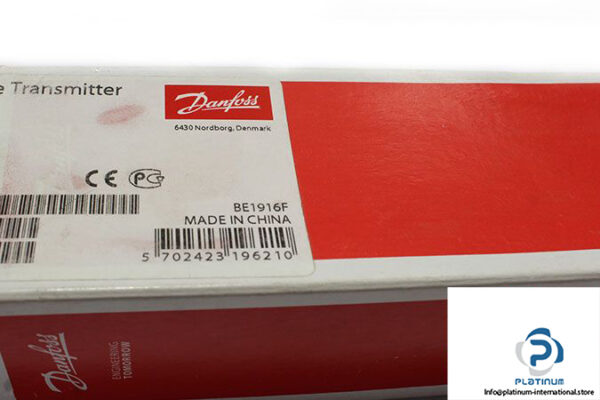 e Transmitter
Danfoss
6430 Nordborg, Denmark
CE PG
BE1916F
MADE IN CHINA
5 702423 196210
Danfoss
ENGINEERING
TOMORROW
PLATINUM
Info@platinum-international.store